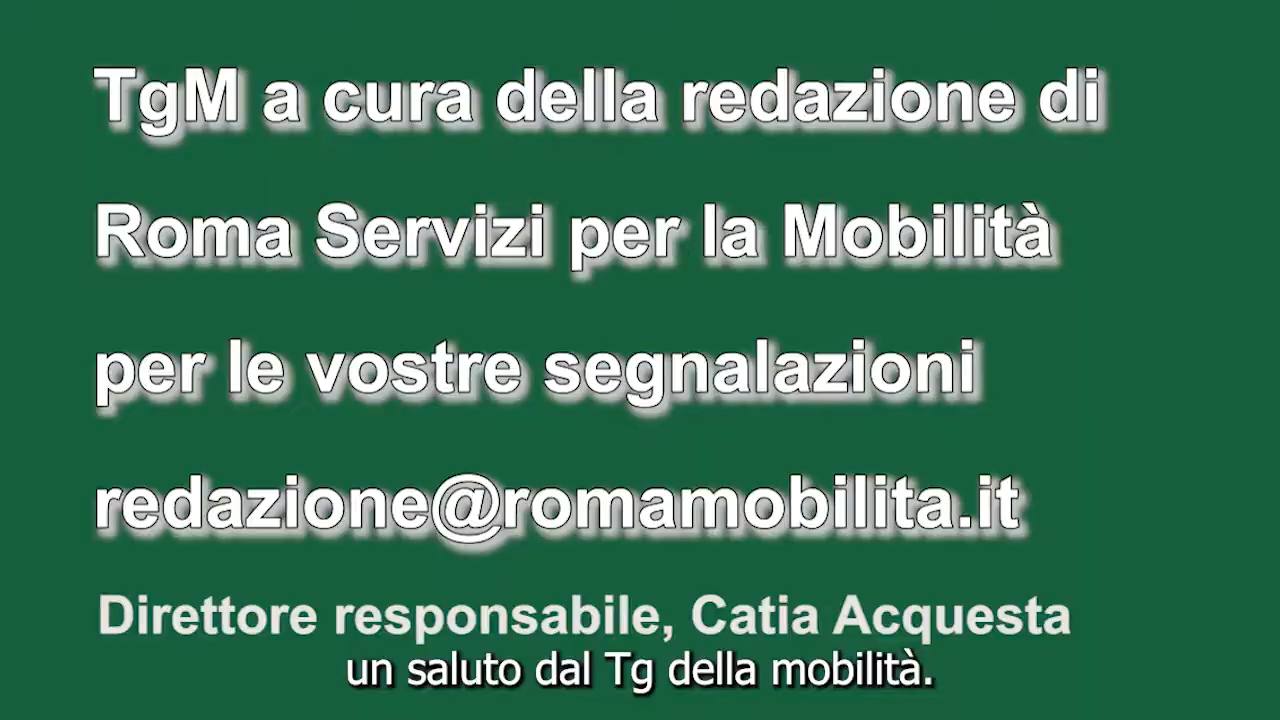 TgM a cura della redazione di
Roma Servizi per la Mobilità
per le vostre segnalazioni
redazione@romamobilita.it
Direttore responsabile, Catia Acquesta
un saluto dal Tg della mobilità.